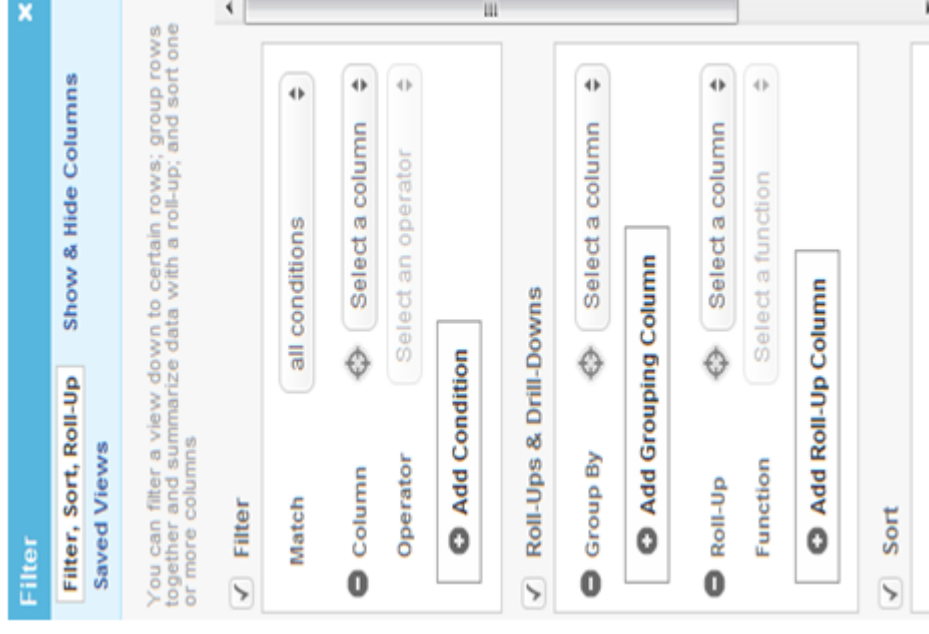 Filter
Filter, Sort, Roll-Up Show & Hide Columns
Saved Views
You can filter a view down to certain rows; group rows
together and summarize data with a roll-up; and sort one
or more columns
Filter
Match all conditions
Column Select a column
Operator Select an operator
Add Condition
Roll-Ups & Drill-Downs
Group By Select a column
Add Grouping Column
Roll-Up Select a column
Function Select a function
Add Roll-Up Column
Sort